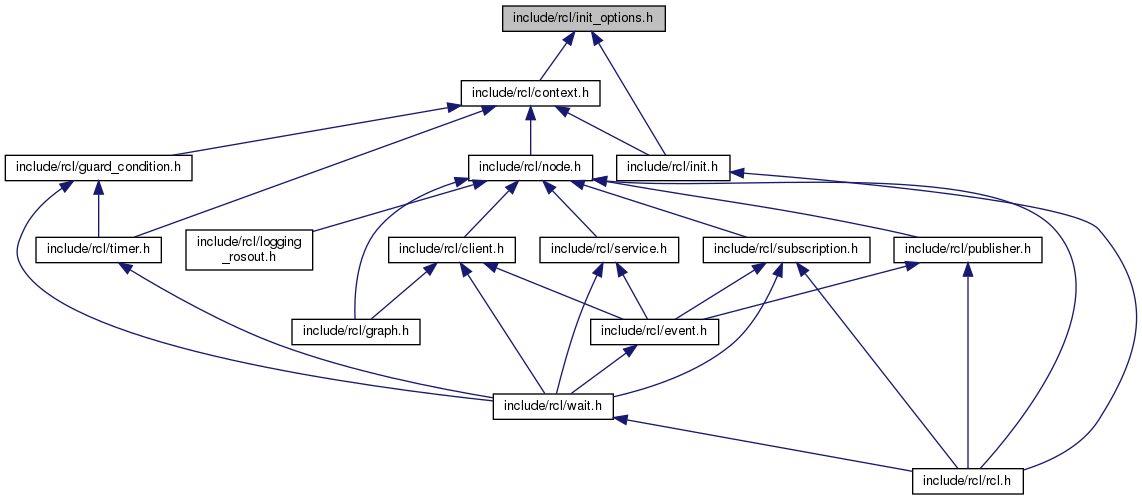 include/rcl/init_options.h
include/rcl/context.h
include/rcl/guard_condition.h
include/rcl/node.h
include/rcl/init.h
include/rcl/timer.h
include/rcl/logging
_rosout.h
include/rcl/client.h
include/rcl/service.h
include/rcl/subscription.h
include/rcl/publisher.h
include/rcl/graph.h
include/rcl/event.h
include/rcl/wait.h
include/rcl/rcl.h